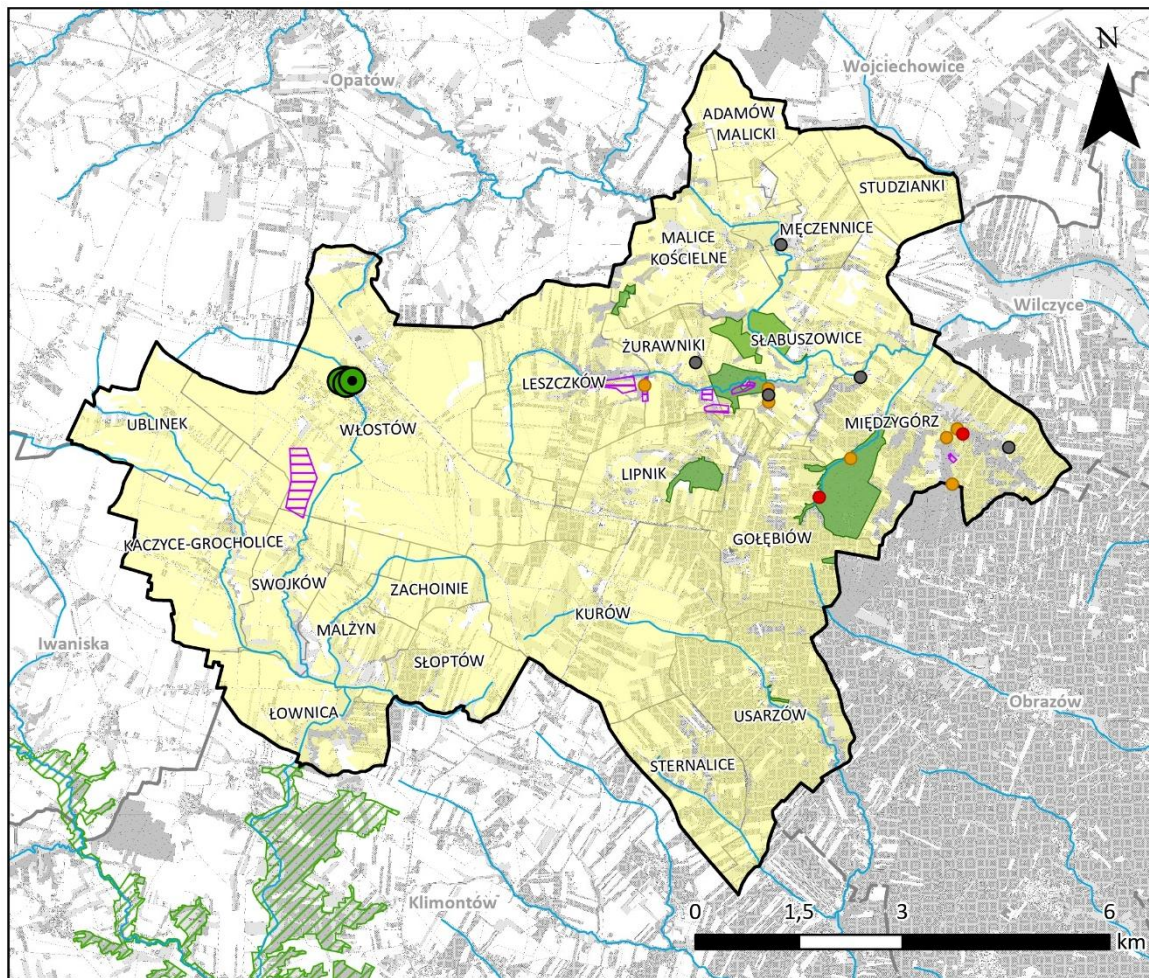 N
Wojciechowice
Opatów
ADAMÓW
MALICKI
STUDZIANKI
MĘCZENNICE
MALICE
KOŚCIELNE
Wilczyce
SŁABUSZOWICE
ŻURAWNIKI
LESZCZKÓW
UBLINEK
WŁOSTÓW
MIĘDZYGÓRZ
LIPNIK
GOŁĘBIÓW
KACZYCE-GROCHOLICE
SWOJKÓW
ZACHOINIE
KURÓW
MALŻYN
Iwaniska
SŁOPTÓW
Obrazów
ŁOWNICA
USARZÓW
STERNALICE
Klimontów
0 1,5 3 6
km